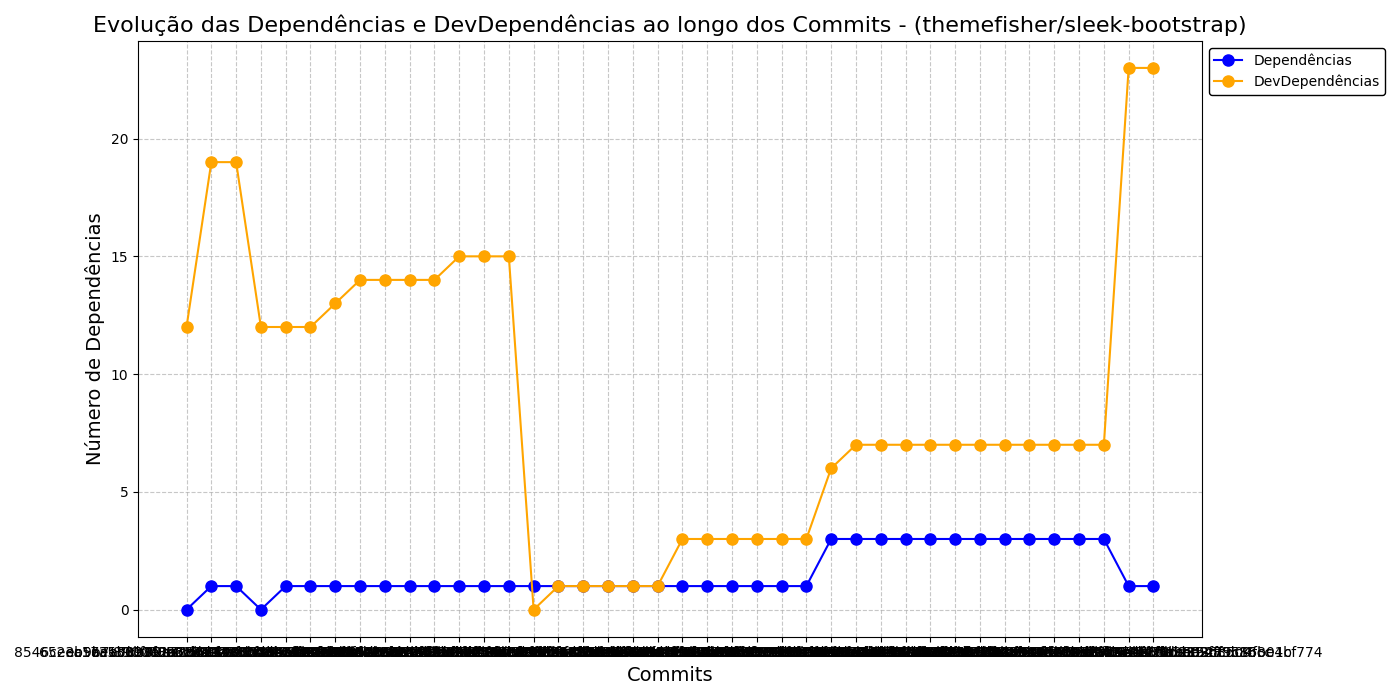 Evolução das Dependências e DevDependências ao longo dos Commits - (themefisher/sleek-bootstrap)
Dependências
DevDependências
Número de Dependências
20
15
10
5
0
Commits